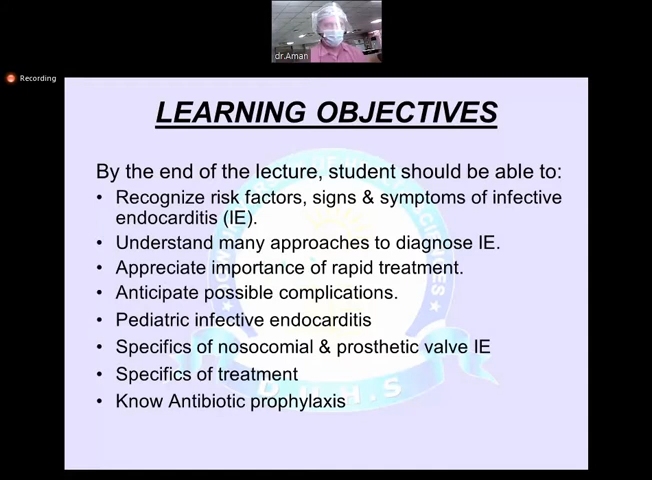 dr.Aman
Recording
LEARNING OBJECTIVES
By the end of the lecture, student should be able to:
• Recognize risk factors, signs & symptoms of infective
endocarditis (IE).
• Understand many approaches to diagnose IE.
• Appreciate importance of rapid treatment.
• Anticipate possible complications.
• Pediatric infective endocarditis
• Specifics of nosocomial & prosthetic valve IE
• Specifics of treatment
• Know Antibiotic prophylaxis
D.U.H.S